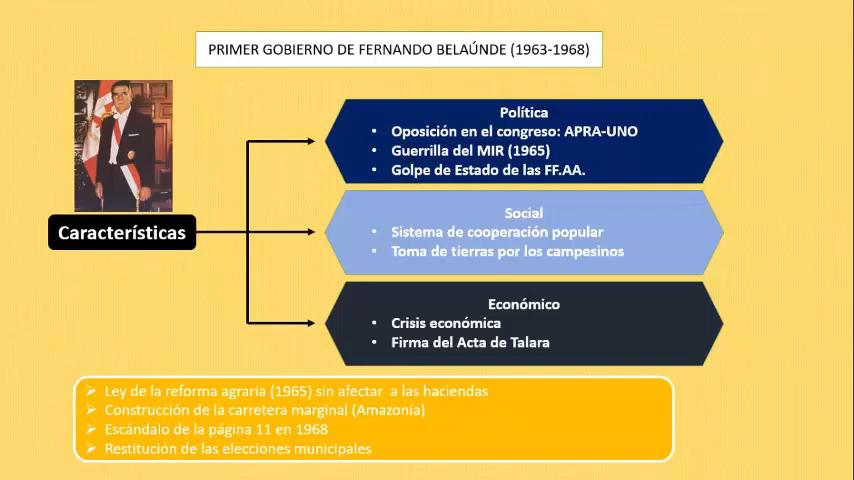 PRIMER GOBIERNO DE FERNANDO BELAÚNDE (1963-1968)
Características
Política
• Oposición en el congreso: APRA-UNO
• Guerrilla del MIR (1965)
• Golpe de Estado de las FF.AA.
Social
• Sistema de cooperación popular
• Toma de tierras por los campesinos
Económico
• Crisis económica
• Firma del Acta de Talara
➢ Ley de la reforma agraria (1965) sin afectar a las haciendas
➢ Construcción de la carretera marginal (Amazonía)
➢ Escándalo de la página 11 en 1968
➢ Restitución de las elecciones municipales